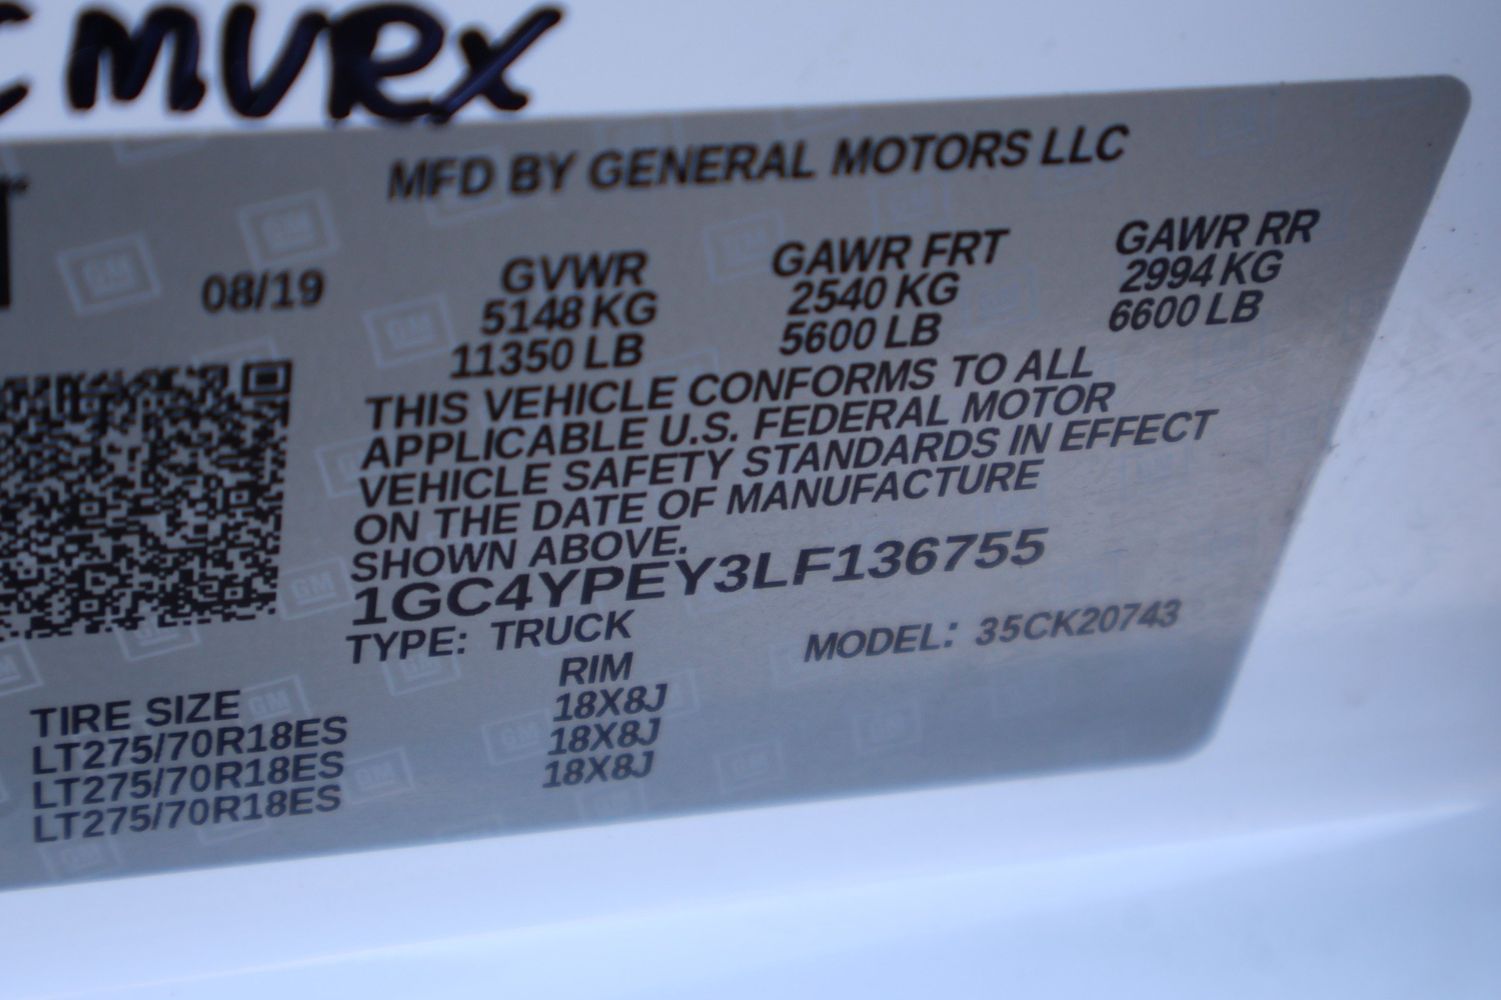 C MVRX
MFD BY GENERAL MOTORS LLC
08/19
GVWR
5148 KG
11350 LB
GAWR FRT
2540 KG
5600 LB
GAWR RR
2994 KG
6600 LB
THIS VEHICLE CONFORMS TO ALL
APPLICABLE U.S. FEDERAL MOTOR
VEHICLE SAFETY STANDARDS IN EFFECT
ON THE DATE OF MANUFACTURE
SHOWN ABOVE.
1GC4YPEY3LF136755
TYPE: TRUCK
MODEL: 35CK20743
TIRE SIZE
RIM
LT275/70R18ES 18X8J
LT275/70R18ES 18X8J
LT275/70R18ES 18X8J